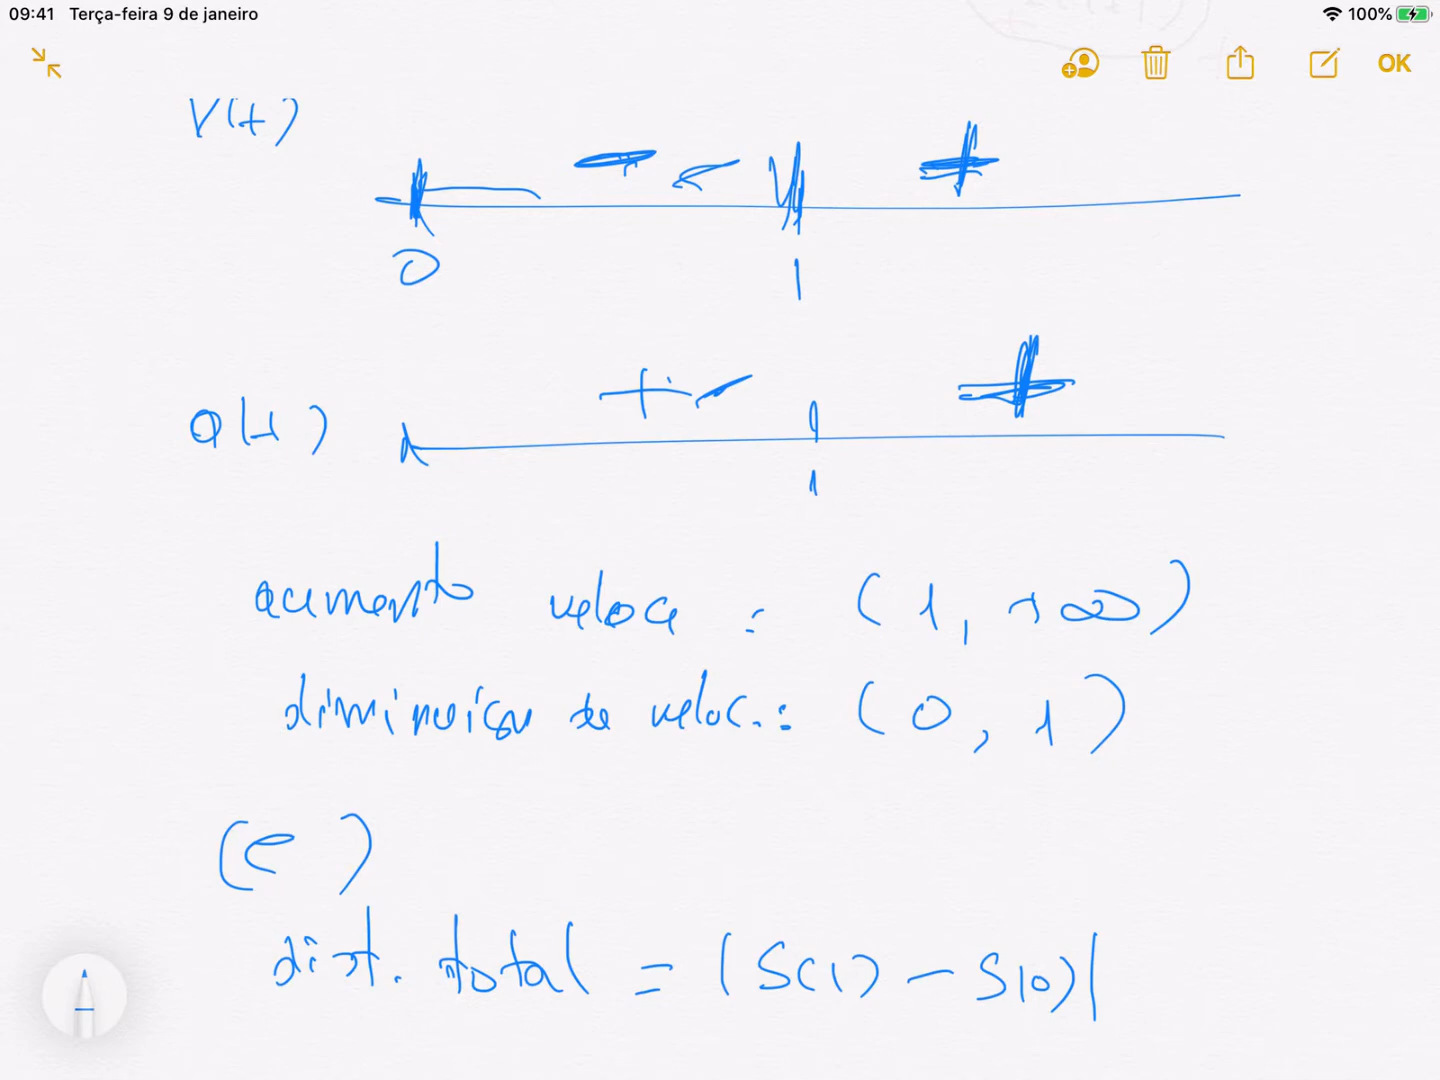 09:41 Terça-feira 9 de janeiro 100%
OK
V(t)
- +
0 1
a(t)
+ +
1
aumento veloc : (1, +∞)
diminuição de veloc.: (0, 1)
(e)
dist. total = |S(1) - S(0)|